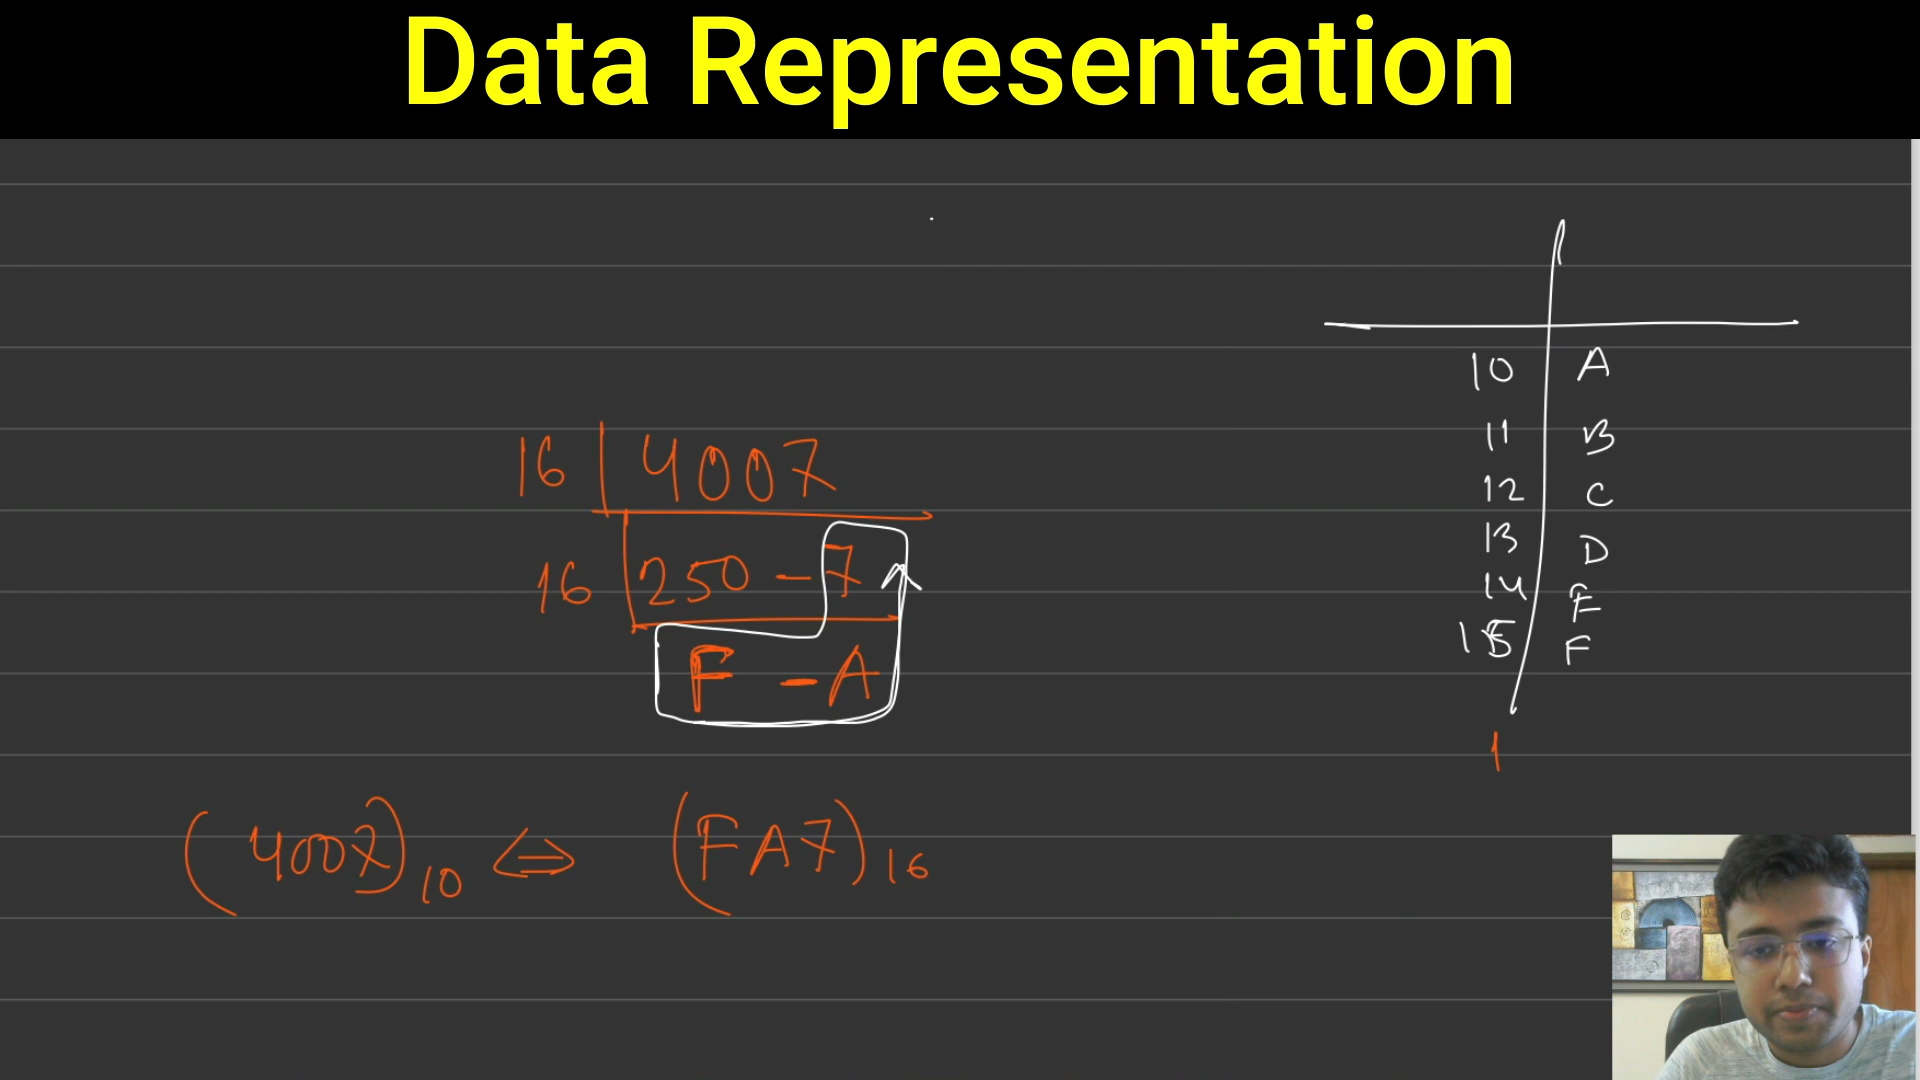 Data Representation
16 | 4007
16 | 250 - 7
F - A
(4007)10 ⇔ (FA7)16
10 | A
11 | B
12 | C
13 | D
14 | E
15 | F
1